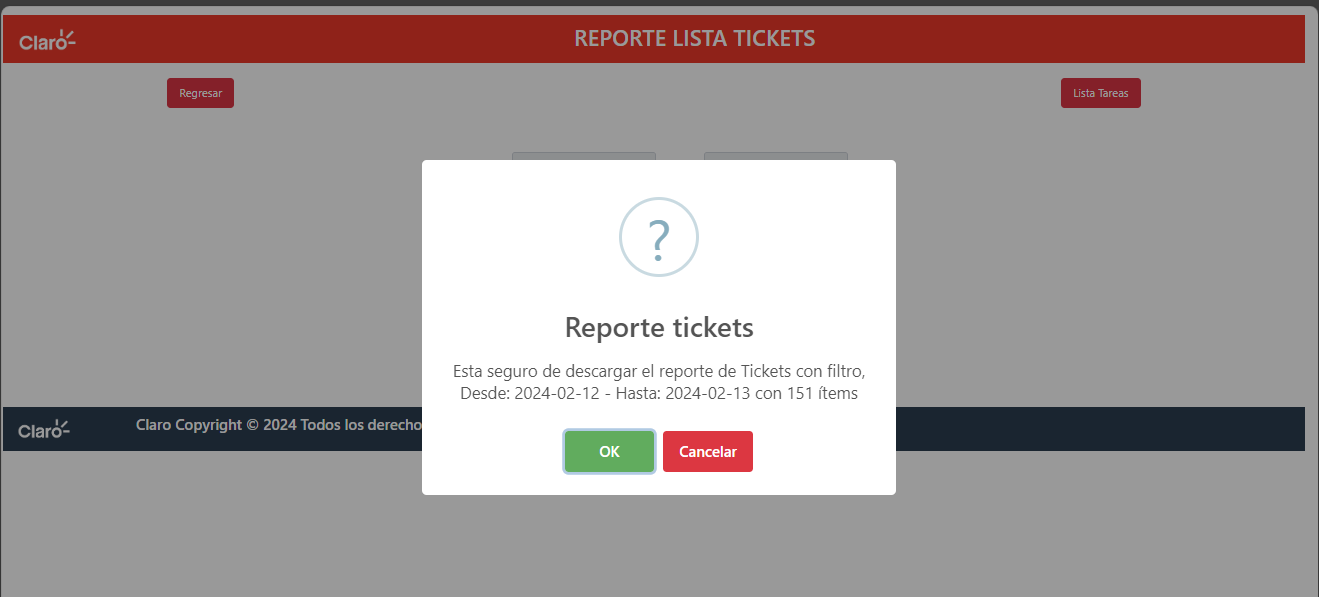 Claro
REPORTE LISTA TICKETS
Regresar
Lista Tareas
?
Reporte tickets
Esta seguro de descargar el reporte de Tickets con filtro,
Desde: 2024-02-12 - Hasta: 2024-02-13 con 151 ítems
OK
Cancelar
Claro
Claro Copyright © 2024 Todos los derecho